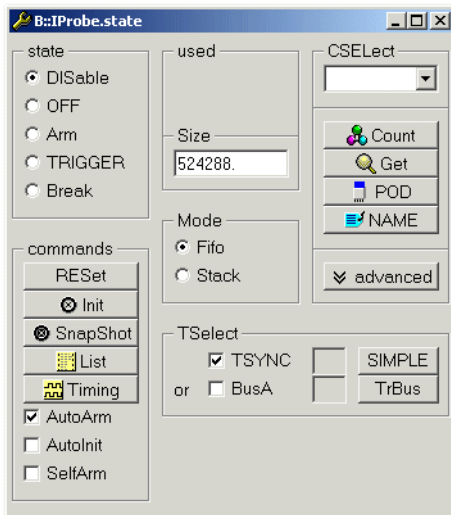 B::IProbe.state
state
DISable
OFF
Arm
TRIGGER
Break
used
Size
524288.
CSELect
Count
Get
POD
NAME
advanced
Mode
Fifo
Stack
commands
RESet
Init
SnapShot
List
Timing
AutoArm
AutoInit
SelfArm
TSelect
TSYNC SIMPLE
or BusA TrBus